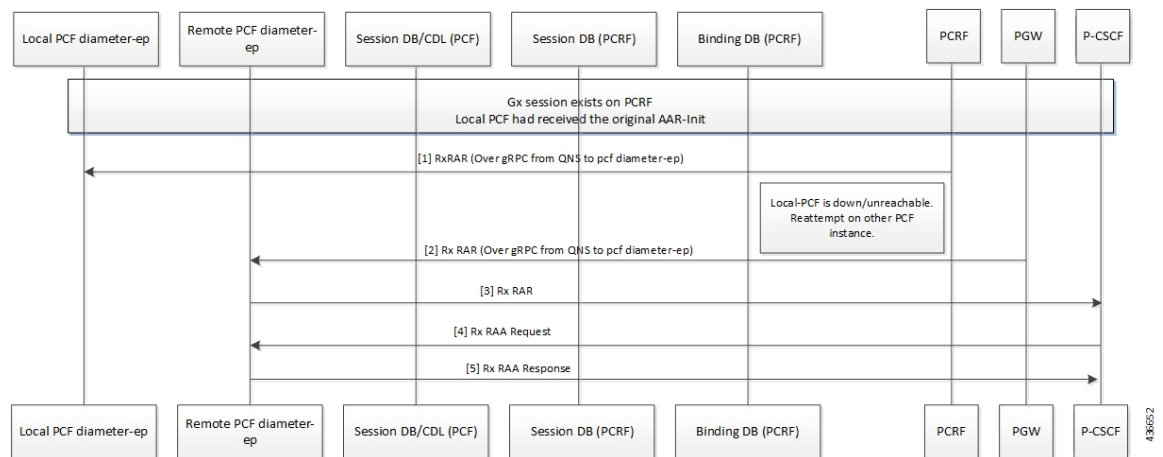 Local PCF diameter-ep
Remote PCF diameter-
ep
Session DB/CDL (PCF)
Session DB (PCRF)
Binding DB (PCRF)
PCRF
PGW
P-CSCF
Gx session exists on PCRF
Local PCF had received the original AAR-Init
[1] RxRAR (Over gRPC from QNS to pcf diameter-ep)
Local-PCF is down/unreachable.
Reattempt on other PCF
instance.
[2] Rx RAR (Over gRPC from QNS to pcf diameter-ep)
[3] Rx RAR
[4] Rx RAA Request
[5] Rx RAA Response
Local PCF diameter-ep
Remote PCF diameter-
ep
Session DB/CDL (PCF)
Session DB (PCRF)
Binding DB (PCRF)
PCRF
PGW
P-CSCF
436652